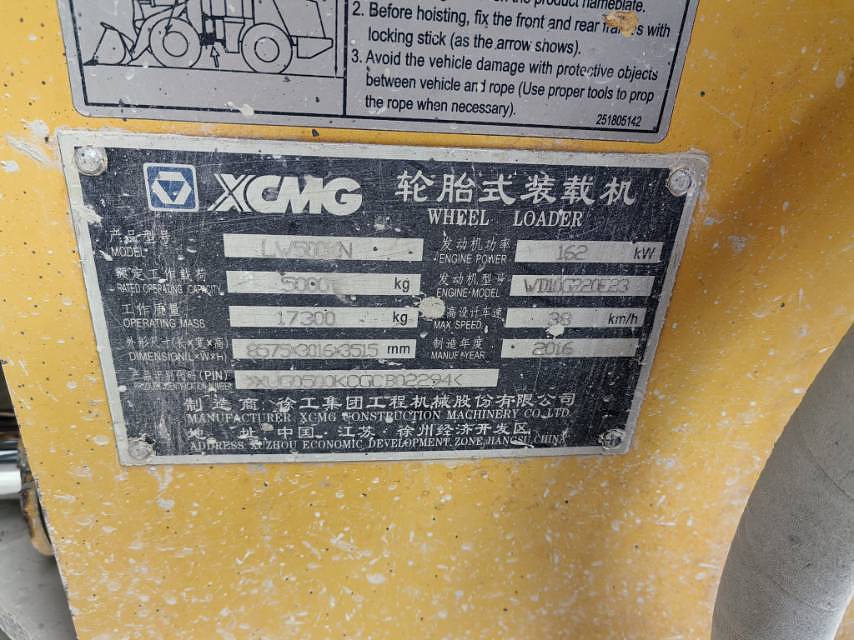 the product nameplate.
2. Before hoisting, fix the front and rear frames with
locking stick (as the arrow shows).
3. Avoid the vehicle damage with protective objects
between vehicle and rope (Use proper tools to prop
the rope when necessary).
251805142
XCMG 轮胎式装载机
WHEEL LOADER
产品型号
MODEL
发动机功率 162 kW
ENGINE POWER
额定工作载荷 5000 kg
RATED OPERATING CAPACITY
发动机型号 WD10G220E23
ENGINE-MODEL
工作质量 17300 kg
OPERATING MASS
最高设计车速 38 km/h
MAX. SPEED
外形尺寸(长×宽×高) 8575×3016×3515 mm
DIMENSION(L×W×H)
制造年度 2016
MANUF·YEAR
产品识别代码(PIN)
PRODUCT IDENTIFICATION NUMBER
制造商:徐工集团工程机械股份有限公司
MANUFACTURER XCMG CONSTRUCTION MACHINERY CO.,LTD.
地 址:中国．江苏．徐州经济开发区
ADDRESS XUZHOU ECONOMIC DEVELOPMENT ZONE,JIANGSU,CHINA